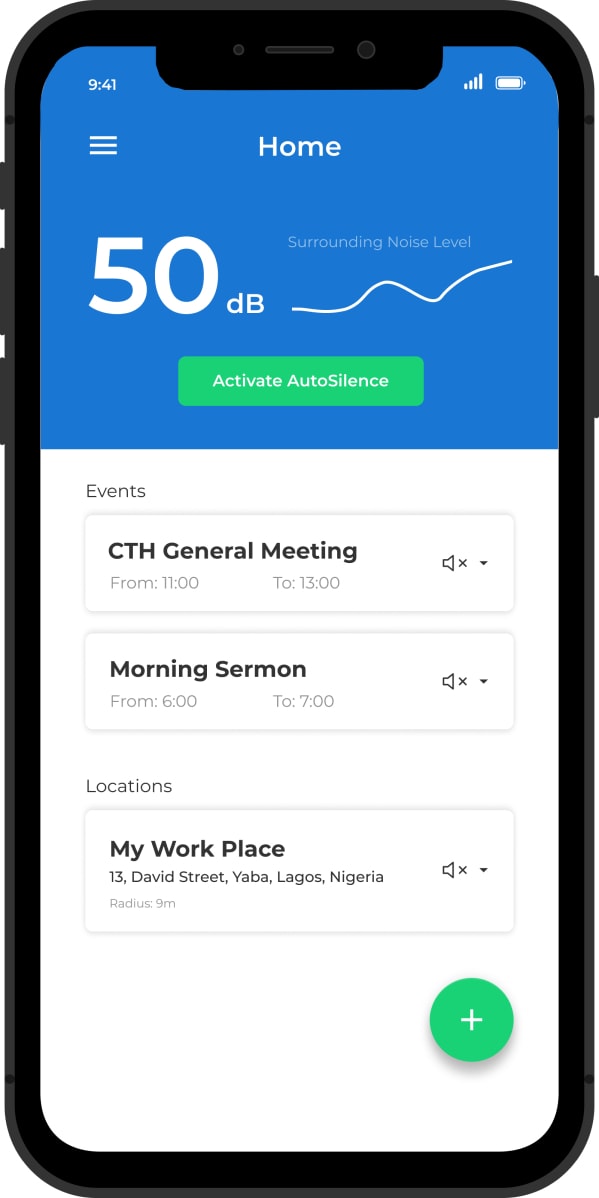 9:41
Home
Surrounding Noise Level
50 dB
Activate AutoSilence
Events
CTH General Meeting
From: 11:00 To: 13:00
Morning Sermon
From: 6:00 To: 7:00
Locations
My Work Place
13, David Street, Yaba, Lagos, Nigeria
Radius: 9m